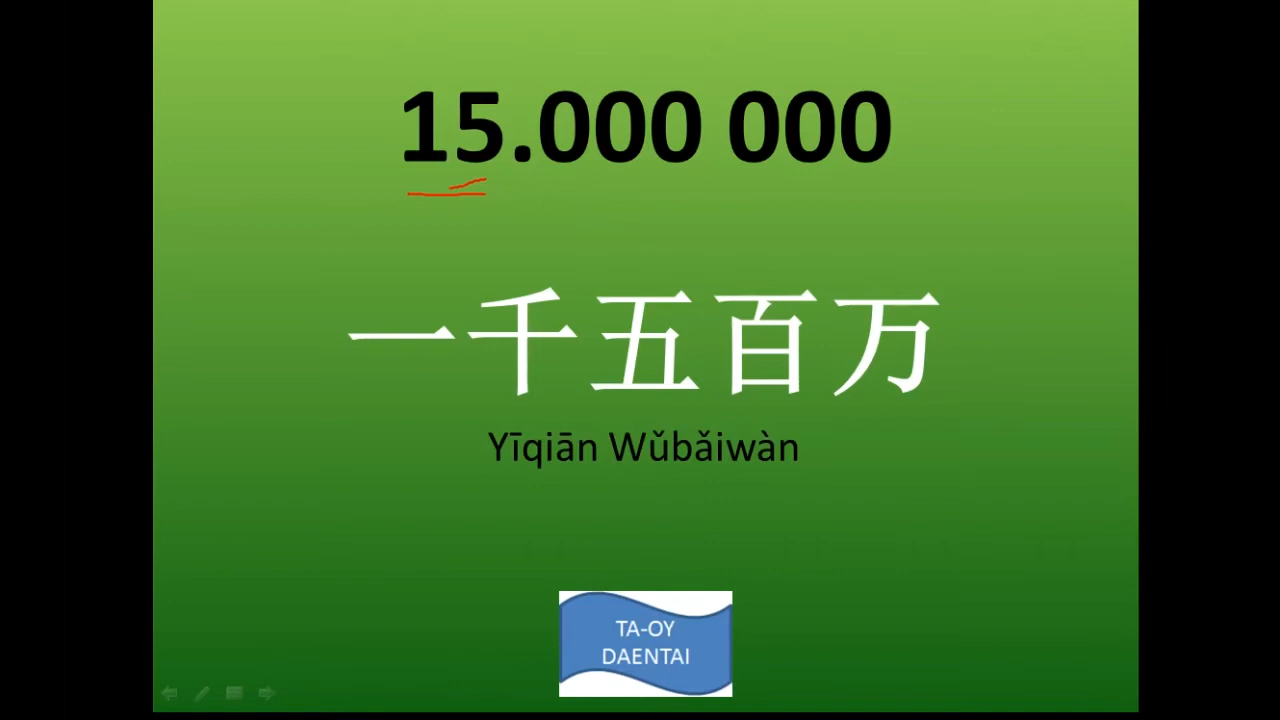 15.000 000
一千五百万
Yīqiān Wǔbǎiwàn
TA-OY
DAENTAI